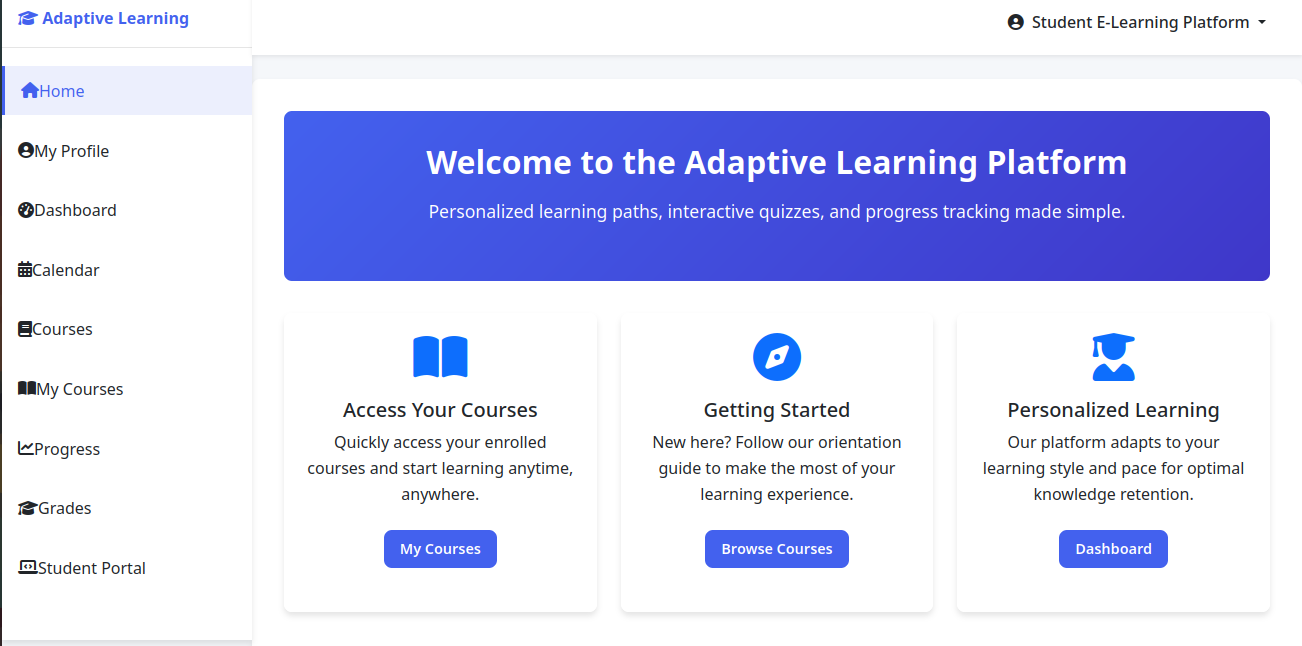 Adaptive Learning
Student E-Learning Platform
Home
My Profile
Dashboard
Calendar
Courses
My Courses
Progress
Grades
Student Portal
Welcome to the Adaptive Learning Platform
Personalized learning paths, interactive quizzes, and progress tracking made simple.
Access Your Courses
Quickly access your enrolled
courses and start learning anytime,
anywhere.
My Courses
Getting Started
New here? Follow our orientation
guide to make the most of your
learning experience.
Browse Courses
Personalized Learning
Our platform adapts to your
learning style and pace for optimal
knowledge retention.
Dashboard